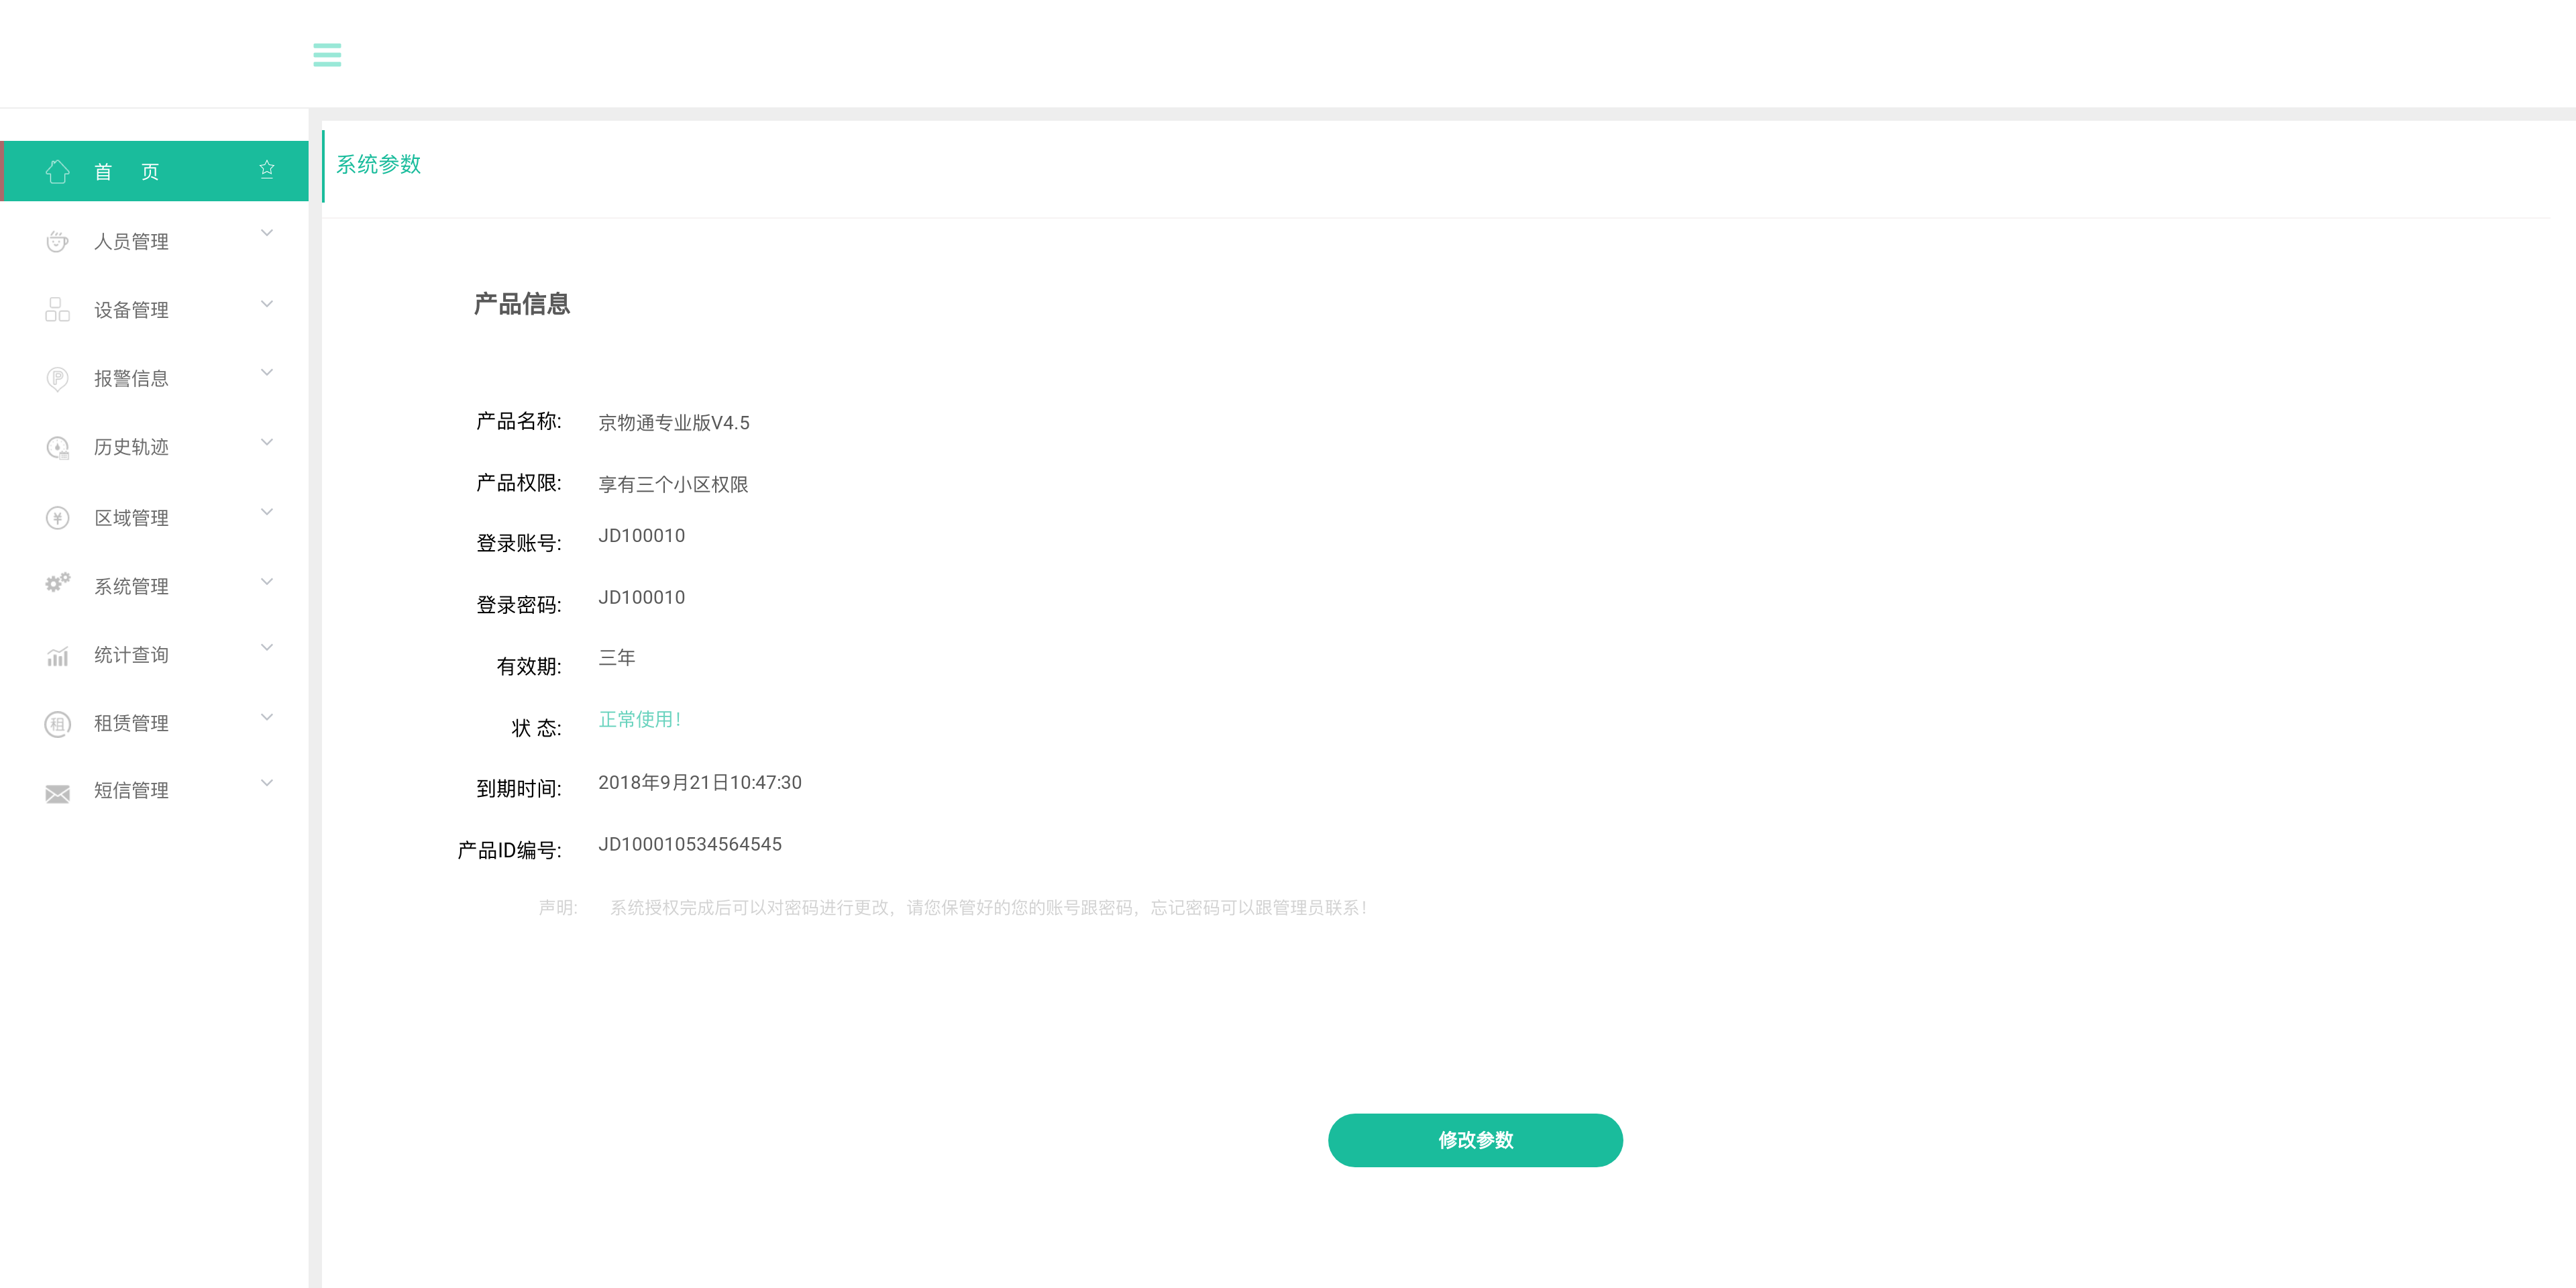 首 页
人员管理
设备管理
报警信息
历史轨迹
区域管理
系统管理
统计查询
租赁管理
短信管理
系统参数
产品信息
产品名称: 京物通专业版V4.5
产品权限: 享有三个小区权限
登录账号: JD100010
登录密码: JD100010
有效期: 三年
状 态: 正常使用！
到期时间: 2018年9月21日10:47:30
产品ID编号: JD100010534564545
声明: 系统授权完成后可以对密码进行更改，请您保管好的您的账号跟密码，忘记密码可以跟管理员联系！
修改参数